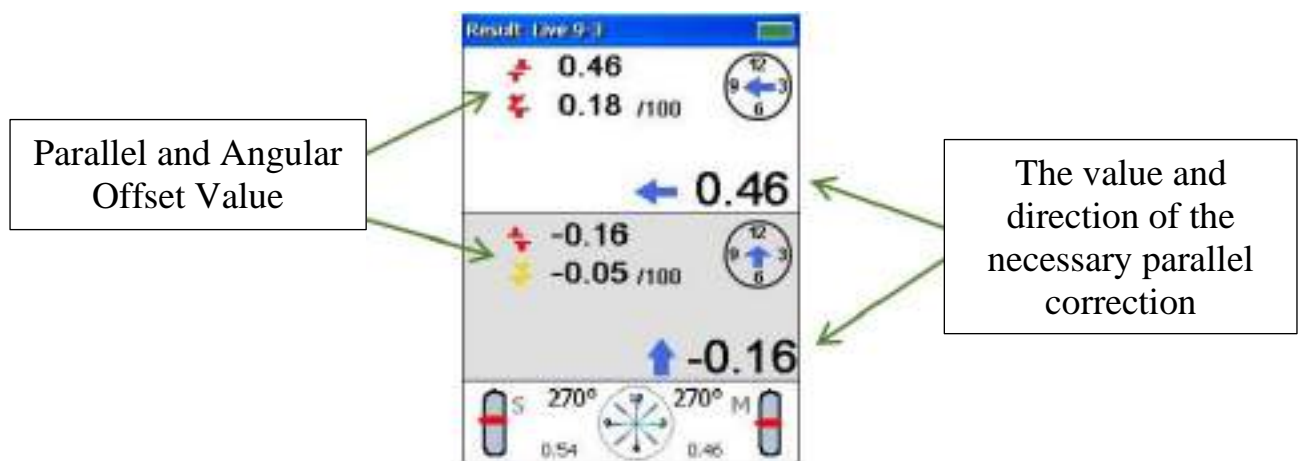 Result: Live 9-3
0.46
12
9 3
6
0.18 /100
0.46
Parallel and Angular
Offset Value
The value and
direction of the
necessary parallel
correction
-0.16
12
9 3
6
-0.05 /100
-0.16
S 270° 270° M
0.54 0.46